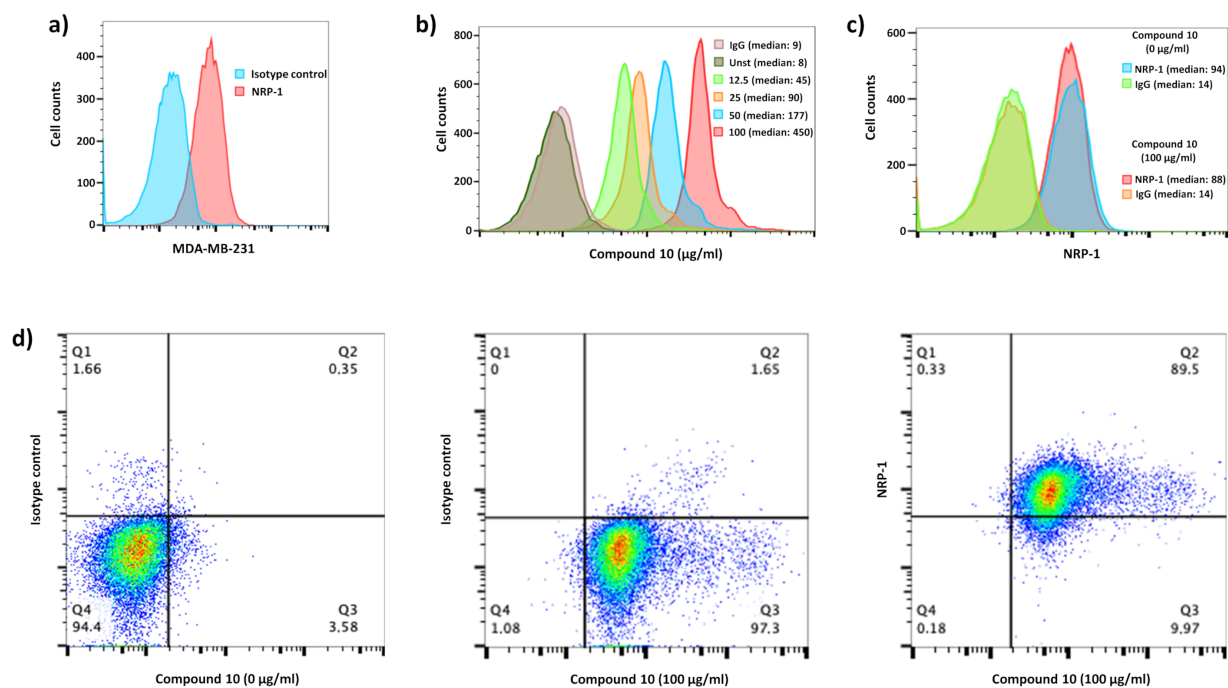 a)
400
300
200
100
0
Cell counts
Isotype control
NRP-1
MDA-MB-231
b)
800
600
400
200
0
Cell counts
IgG (median: 9)
Unst (median: 8)
12.5 (median: 45)
25 (median: 90)
50 (median: 177)
100 (median: 450)
Compound 10 (µg/ml)
c)
600
400
200
0
Cell counts
Compound 10
(0 µg/ml)
NRP-1 (median: 94)
IgG (median: 14)
Compound 10
(100 µg/ml)
NRP-1 (median: 88)
IgG (median: 14)
NRP-1
d)
Isotype control
Q1
1.66
Q2
0.35
Q4
94.4
Q3
3.58
Compound 10 (0 µg/ml)
Isotype control
Q1
0
Q2
1.65
Q4
1.08
Q3
97.3
Compound 10 (100 µg/ml)
NRP-1
Q1
0.33
Q2
89.5
Q4
0.18
Q3
9.97
Compound 10 (100 µg/ml)